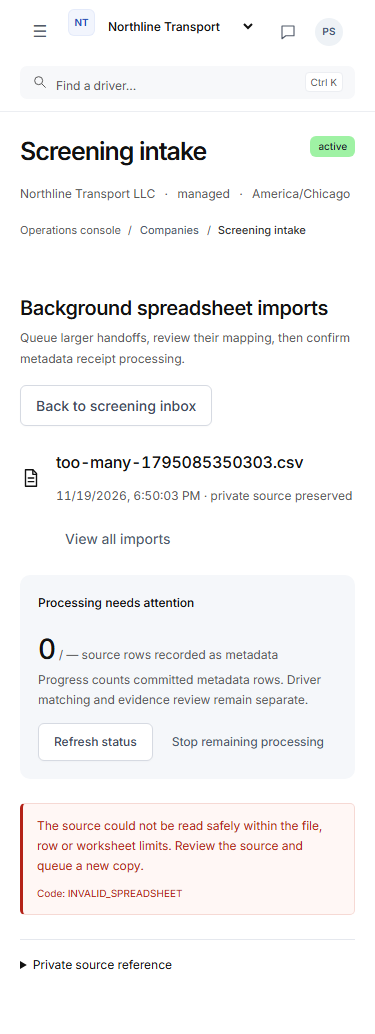 NT Northline Transport PS
Find a driver... Ctrl K
Screening intake active
Northline Transport LLC · managed · America/Chicago
Operations console / Companies / Screening intake
Background spreadsheet imports
Queue larger handoffs, review their mapping, then confirm
metadata receipt processing.
Back to screening inbox
too-many-1795085350303.csv
11/19/2026, 6:50:03 PM · private source preserved
View all imports
Processing needs attention
0 / — source rows recorded as metadata
Progress counts committed metadata rows. Driver
matching and evidence review remain separate.
Refresh status Stop remaining processing
The source could not be read safely within the file,
row or worksheet limits. Review the source and
queue a new copy.
Code: INVALID_SPREADSHEET
Private source reference